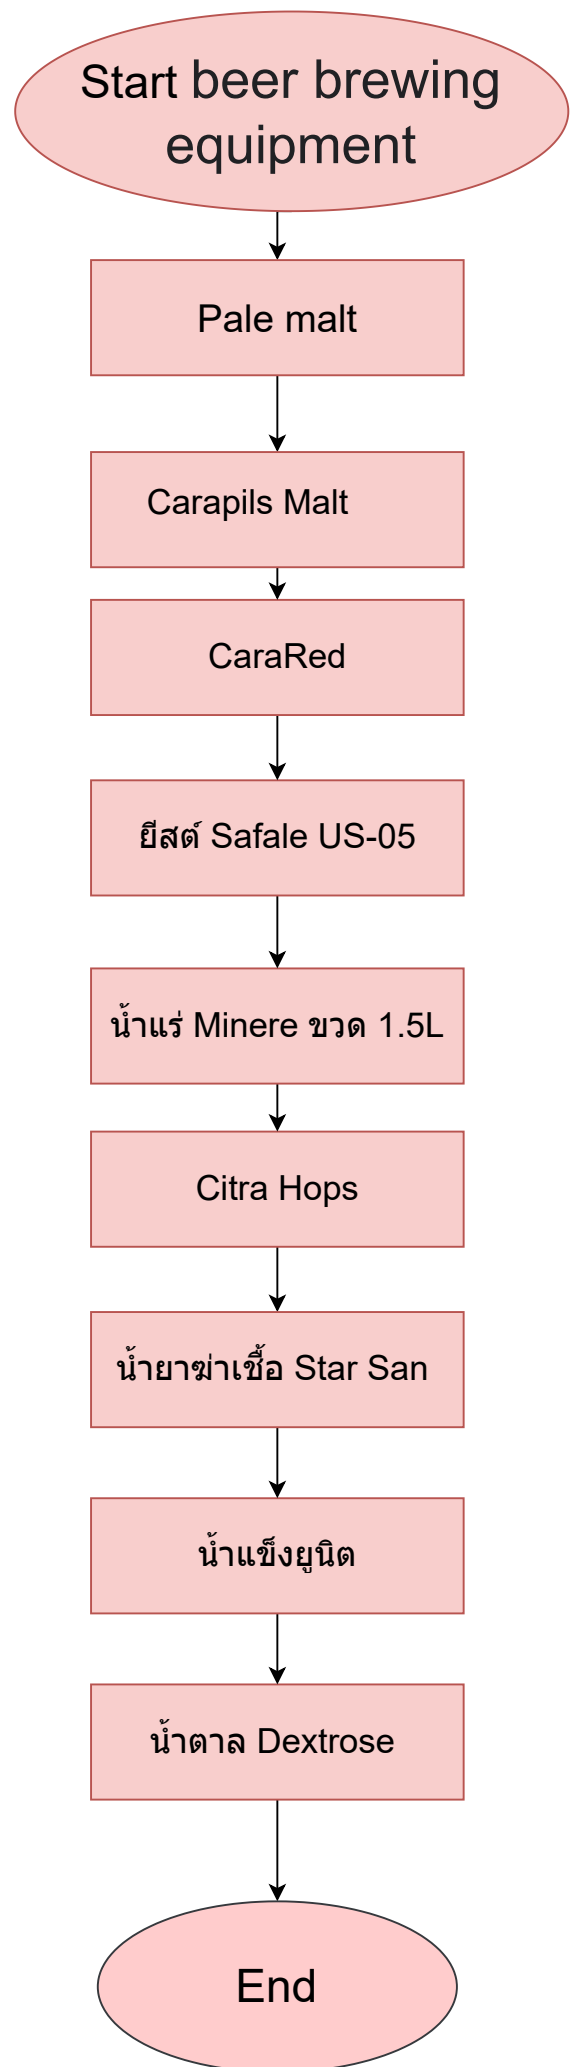 Start beer brewing
equipment
Pale malt
Carapils Malt
CaraRed
ยีสต์ Safale US-05
น้ำแร่ Minere ขวด 1.5L
Citra Hops
น้ำยาฆ่าเชื้อ Star San
น้ำแข็งยูนิต
น้ำตาล Dextrose
End